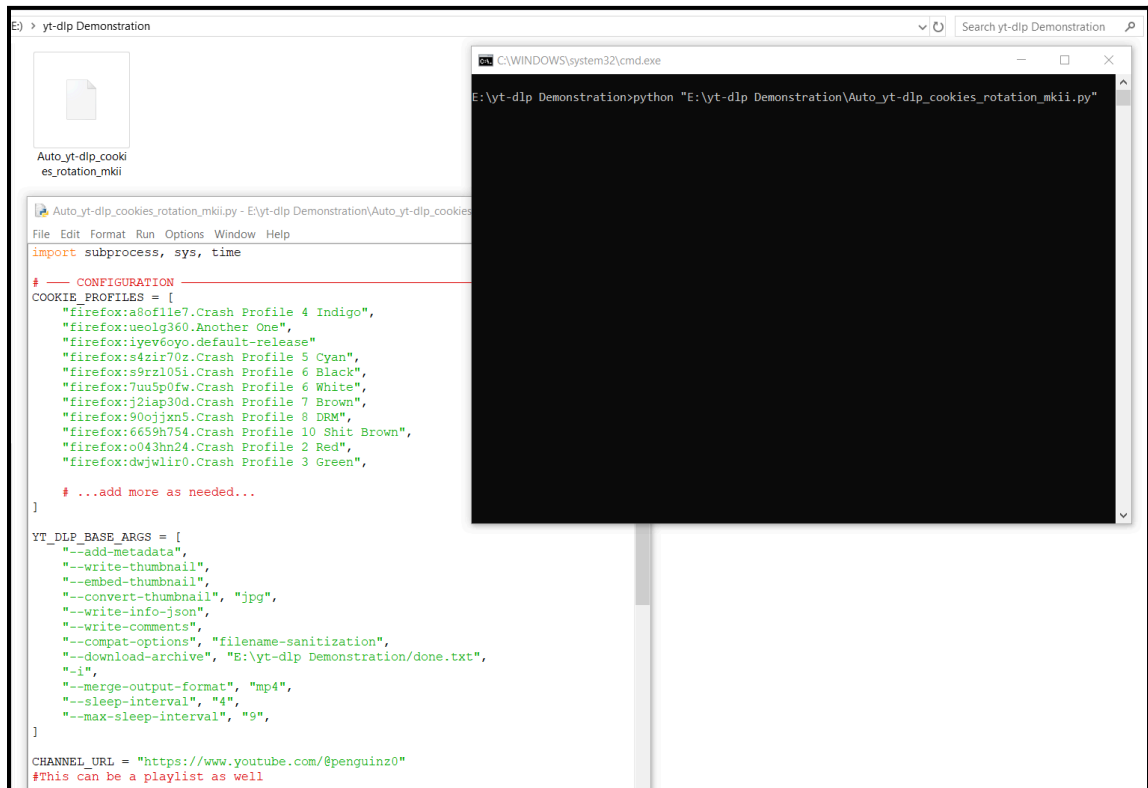 E:) > yt-dlp Demonstration
Search yt-dlp Demonstration
Auto_yt-dlp_cooki
es_rotation_mkii
C:\WINDOWS\system32\cmd.exe
E:\yt-dlp Demonstration>python "E:\yt-dlp Demonstration\Auto_yt-dlp_cookies_rotation_mkii.py"
Auto_yt-dlp_cookies_rotation_mkii.py - E:\yt-dlp Demonstration\Auto_yt-dlp_cookies
File Edit Format Run Options Window Help
import subprocess, sys, time
# ─── CONFIGURATION ───
COOKIE_PROFILES = [
"firefox:a8of1le7.Crash Profile 4 Indigo",
"firefox:ueolg360.Another One",
"firefox:iyev6oyo.default-release"
"firefox:s4zir70z.Crash Profile 5 Cyan",
"firefox:s9rzl05i.Crash Profile 6 Black",
"firefox:7uu5p0fw.Crash Profile 6 White",
"firefox:j2iap30d.Crash Profile 7 Brown",
"firefox:90ojjxn5.Crash Profile 8 DRM",
"firefox:6659h754.Crash Profile 10 Shit Brown",
"firefox:o043hn24.Crash Profile 2 Red",
"firefox:dwjwlir0.Crash Profile 3 Green",
# ...add more as needed...
]
YT_DLP_BASE_ARGS = [
"--add-metadata",
"--write-thumbnail",
"--embed-thumbnail",
"--convert-thumbnail", "jpg",
"--write-info-json",
"--write-comments",
"--compat-options", "filename-sanitization",
"--download-archive", "E:\yt-dlp Demonstration/done.txt",
"-i",
"--merge-output-format", "mp4",
"--sleep-interval", "4",
"--max-sleep-interval", "9",
]
CHANNEL_URL = "https://www.youtube.com/@penguinz0"
#This can be a playlist as well